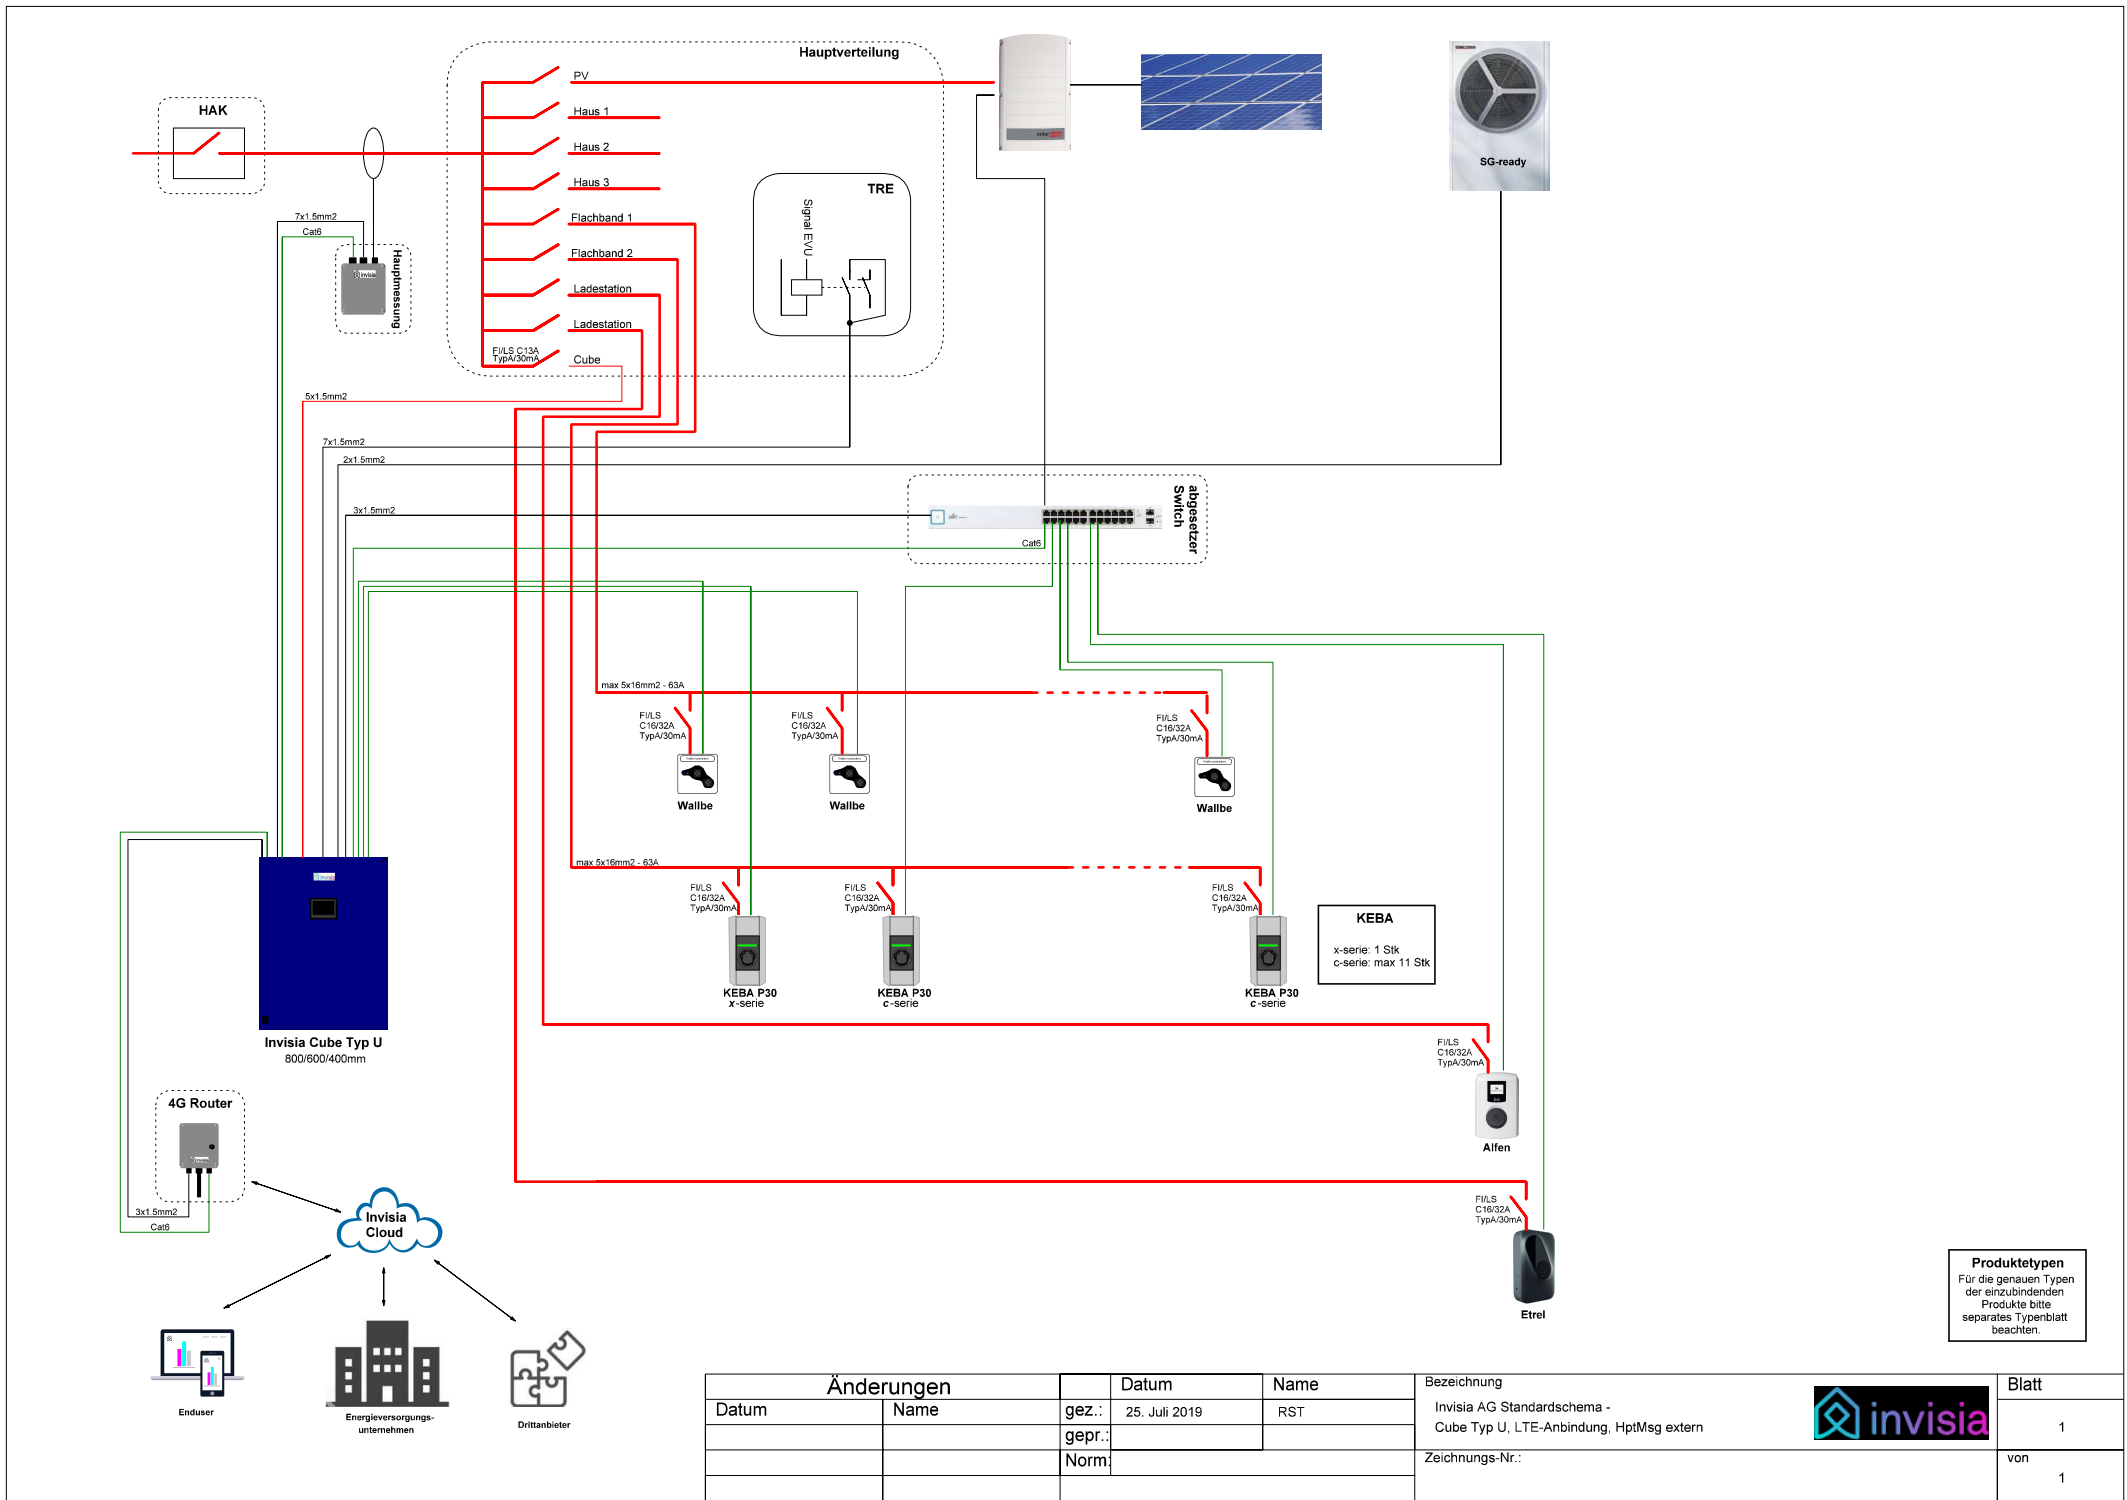 Hauptverteilung
HAK
PV
Haus 1
Haus 2
Haus 3
Flachband 1
Flachband 2
Ladestation
Ladestation
FI/LS C13A
TypA/30mA
Cube
TRE
Signal EVU
solar
SG-ready
7x1.5mm2
Cat6
invisia
Hauptmessung
5x1.5mm2
7x1.5mm2
2x1.5mm2
3x1.5mm2
abgesetzer
Switch
Cat6
max 5x16mm2 - 63A
FI/LS
C16/32A
TypA/30mA
FI/LS
C16/32A
TypA/30mA
FI/LS
C16/32A
TypA/30mA
Wallbe
Wallbe
Wallbe
max 5x16mm2 - 63A
FI/LS
C16/32A
TypA/30mA
FI/LS
C16/32A
TypA/30mA
FI/LS
C16/32A
TypA/30mA
KEBA P30
x-serie
KEBA P30
c-serie
KEBA P30
c-serie
KEBA
x-serie: 1 Stk
c-serie: max 11 Stk
invisia
Invisia Cube Typ U
800/600/400mm
FI/LS
C16/32A
TypA/30mA
Alfen
4G Router
3x1.5mm2
Cat6
Invisia
Cloud
FI/LS
C16/32A
TypA/30mA
Etrel
Enduser
Energieversorgungs-
unternehmen
Drittanbieter
Produktetypen
Für die genauen Typen
der einzubindenden
Produkte bitte
separates Typenblatt
beachten.
Änderungen
Datum
Name
Datum
Name
gez.:
25. Juli 2019
RST
gepr.:
Norm:
Bezeichnung
Invisia AG Standardschema -
Cube Typ U, LTE-Anbindung, HptMsg extern
Zeichnungs-Nr.:
invisia
Blatt
1
von
1